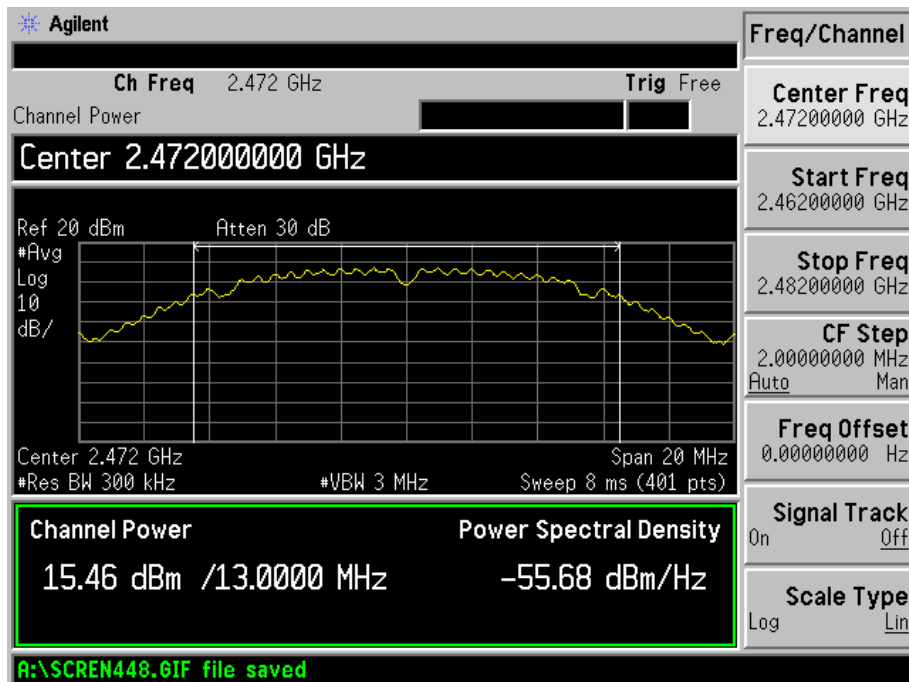 Agilent
Freq/Channel
Ch Freq 2.472 GHz Trig Free
Channel Power
Center 2.472000000 GHz
Ref 20 dBm Atten 30 dB
#Avg
Log
10
dB/
Center 2.472 GHz Span 20 MHz
#Res BW 300 kHz #VBW 3 MHz Sweep 8 ms (401 pts)
Channel Power Power Spectral Density
15.46 dBm /13.0000 MHz -55.68 dBm/Hz
A:\SCREN448.GIF file saved
Center Freq
2.47200000 GHz
Start Freq
2.46200000 GHz
Stop Freq
2.48200000 GHz
CF Step
2.00000000 MHz
Auto Man
Freq Offset
0.00000000 Hz
Signal Track
On Off
Scale Type
Log Lin